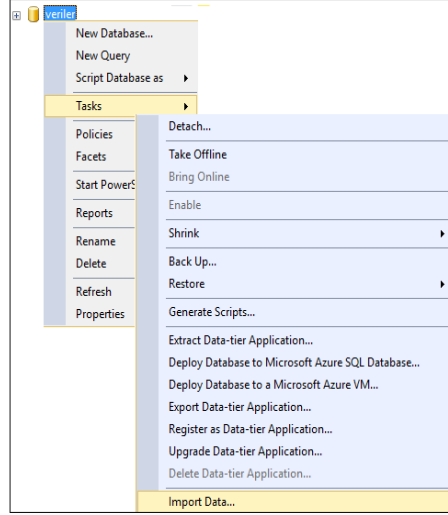 veriler
New Database...
New Query
Script Database as
Tasks
Policies
Facets
Start PowerS
Reports
Rename
Delete
Refresh
Properties
Detach...
Take Offline
Bring Online
Enable
Shrink
Back Up...
Restore
Generate Scripts...
Extract Data-tier Application...
Deploy Database to Microsoft Azure SQL Database...
Deploy Database to a Microsoft Azure VM...
Export Data-tier Application...
Register as Data-tier Application...
Upgrade Data-tier Application...
Delete Data-tier Application...
Import Data...